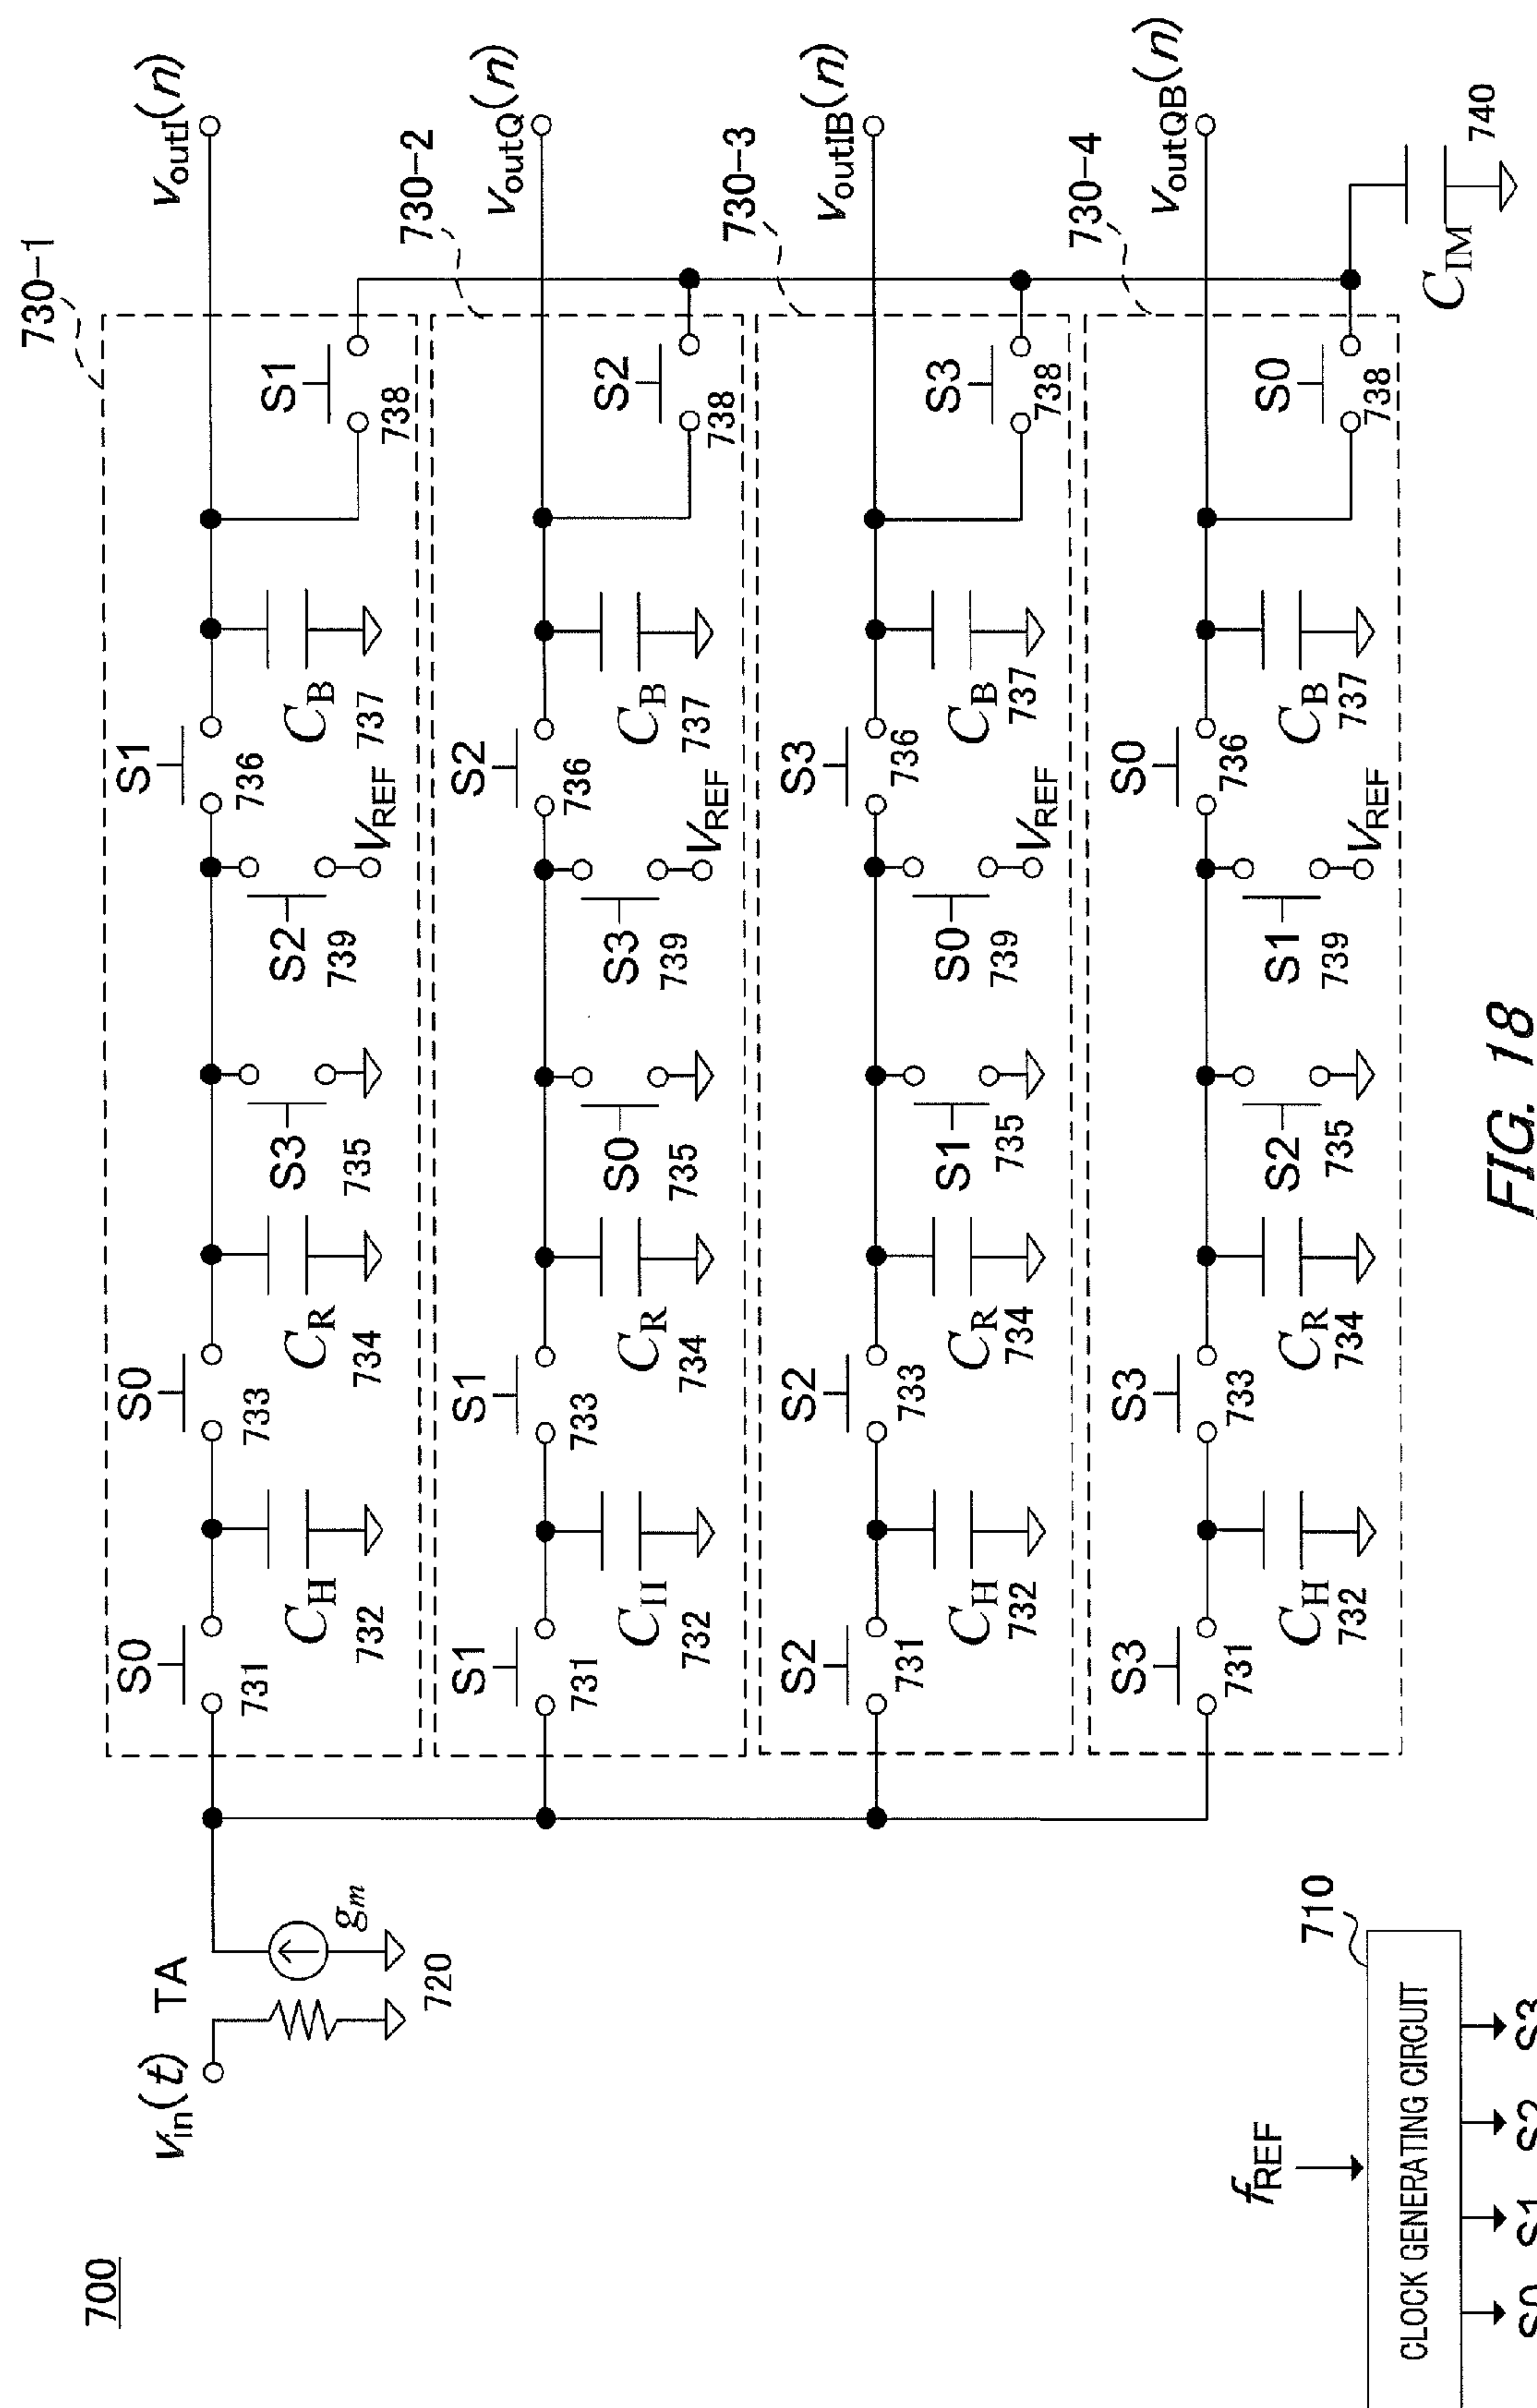 700
v_in(t) TA
g_m
720
730-1
S0
731
C_H
732
S0
733
C_R
734
S3
735
S2
739
V_REF
S1
736
C_B
737
S1
738
v_outI(n)
730-2
S1
731
C_H
732
S1
733
C_R
734
S0
735
S3
739
V_REF
S2
736
C_B
737
S2
738
v_outQ(n)
730-3
S2
731
C_H
732
S2
733
C_R
734
S1
735
S0
739
V_REF
S3
736
C_B
737
S3
738
v_outIB(n)
730-4
S3
731
C_H
732
S3
733
C_R
734
S2
735
S1
739
V_REF
S0
736
C_B
737
S0
738
v_outQB(n)
C_IM
740
f_REF
710
CLOCK GENERATING CIRCUIT
S0 S1 S2 S3
FIG. 18